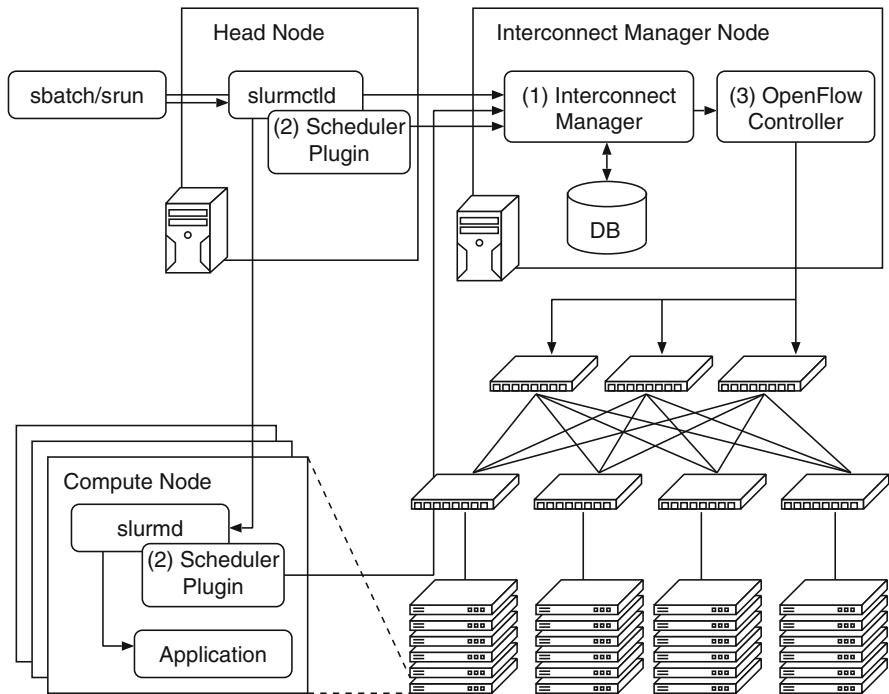 Head Node
Interconnect Manager Node
sbatch/srun
slurmctld
(2) Scheduler
Plugin
(1) Interconnect
Manager
(3) OpenFlow
Controller
DB
Compute Node
slurmd
(2) Scheduler
Plugin
Application